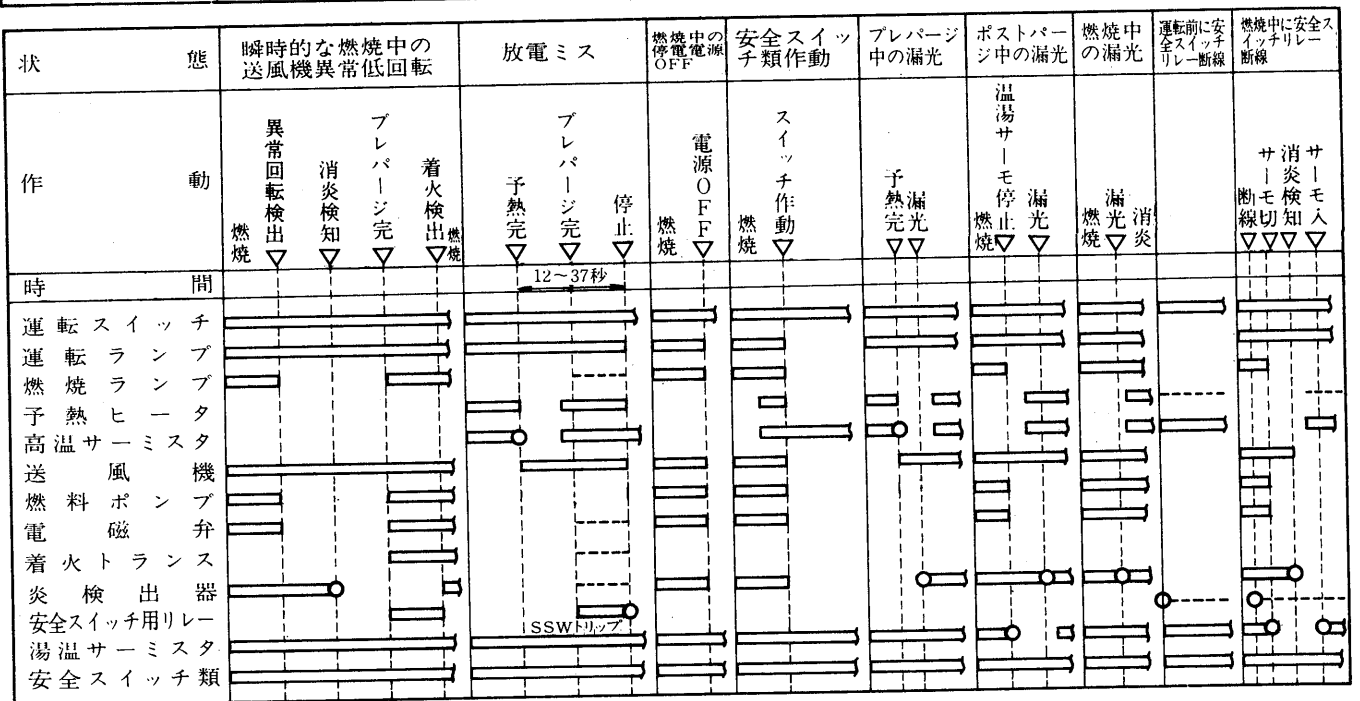 状態
瞬時的な燃焼中の
送風機異常低回転
放電ミス
燃焼中の
停電電源
OFF
安全スイッ
チ類作動
プレパージ
中の漏光
ポストパー
ジ中の漏光
燃焼中
の漏光
運転前に安
全スイッチ
リレー断線
燃焼中に安全ス
イッチリレー
断線
作動
燃焼
異常回転検出
消炎検知
プレパージ完
着火検出
燃焼
予熱完
プレパージ完
停止
燃焼
電源OFF
燃焼
スイッチ作動
予熱完
漏光
燃焼
温湯サーモ停止
漏光
燃焼
漏光
消炎
断線
サーモ切
消炎検知
サーモ入
時間
12〜37秒
運転スイッチ
運転ランプ
燃焼ランプ
予熱ヒータ
高温サーミスタ
送風機
燃料ポンプ
電磁弁
着火トランス
炎検出器
安全スイッチ用リレー
SSWトリップ
湯温サーミスタ
安全スイッチ類